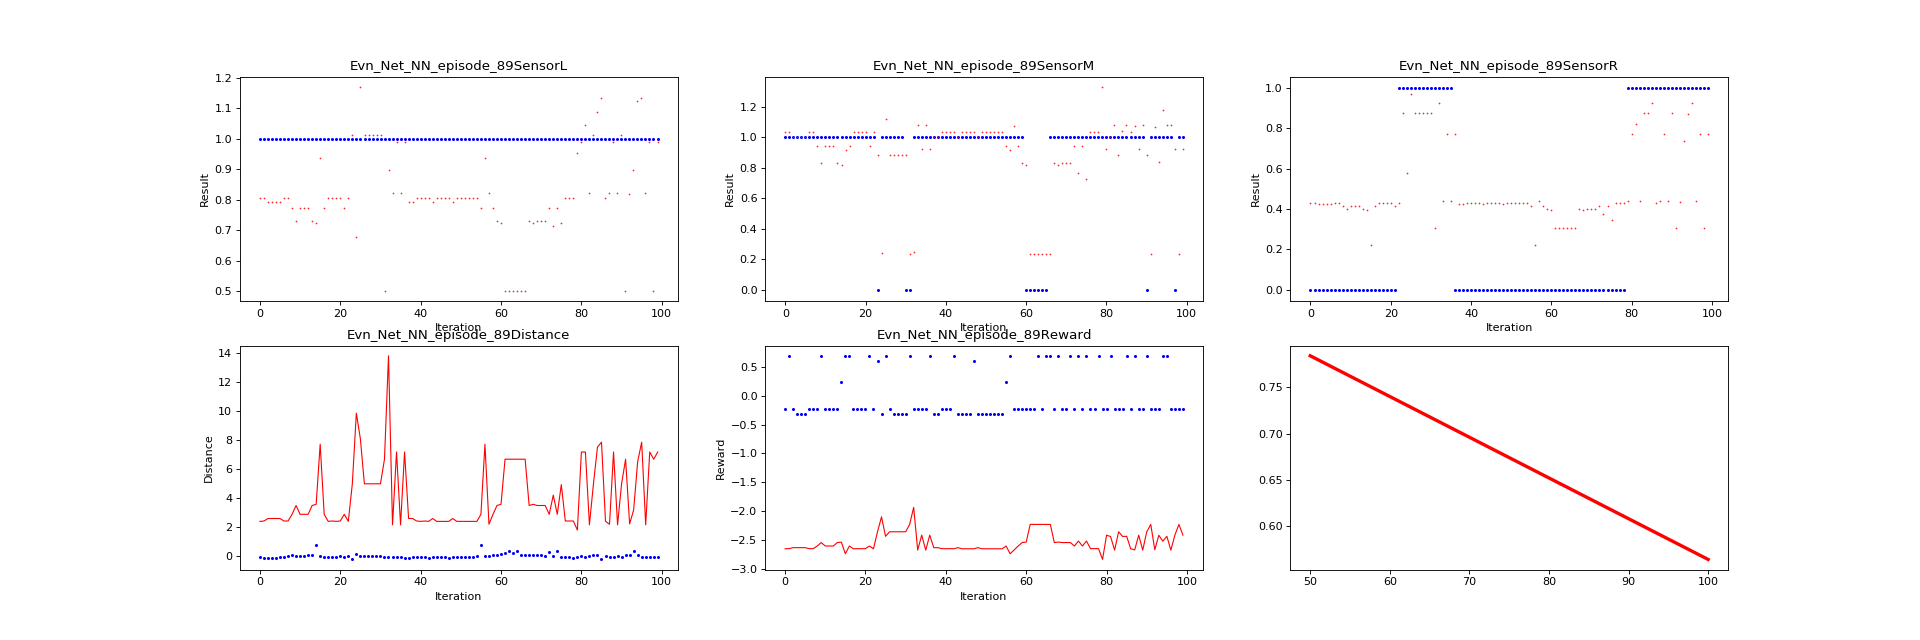 Evn_Net_NN_episode_89SensorL
Result
1.2
1.1
1.0
0.9
0.8
0.7
0.6
0.5
0 20 40 60 80 100
Iteration
Evn_Net_NN_episode_89SensorM
Result
1.2
1.0
0.8
0.6
0.4
0.2
0.0
0 20 40 60 80 100
Iteration
Evn_Net_NN_episode_89SensorR
Result
1.0
0.8
0.6
0.4
0.2
0.0
0 20 40 60 80 100
Iteration
Evn_Net_NN_episode_89Distance
Distance
14
12
10
8
6
4
2
0
0 20 40 60 80 100
Iteration
Evn_Net_NN_episode_89Reward
Reward
0.5
0.0
−0.5
−1.0
−1.5
−2.0
−2.5
−3.0
0 20 40 60 80 100
Iteration
0.75
0.70
0.65
0.60
50 60 70 80 90 100